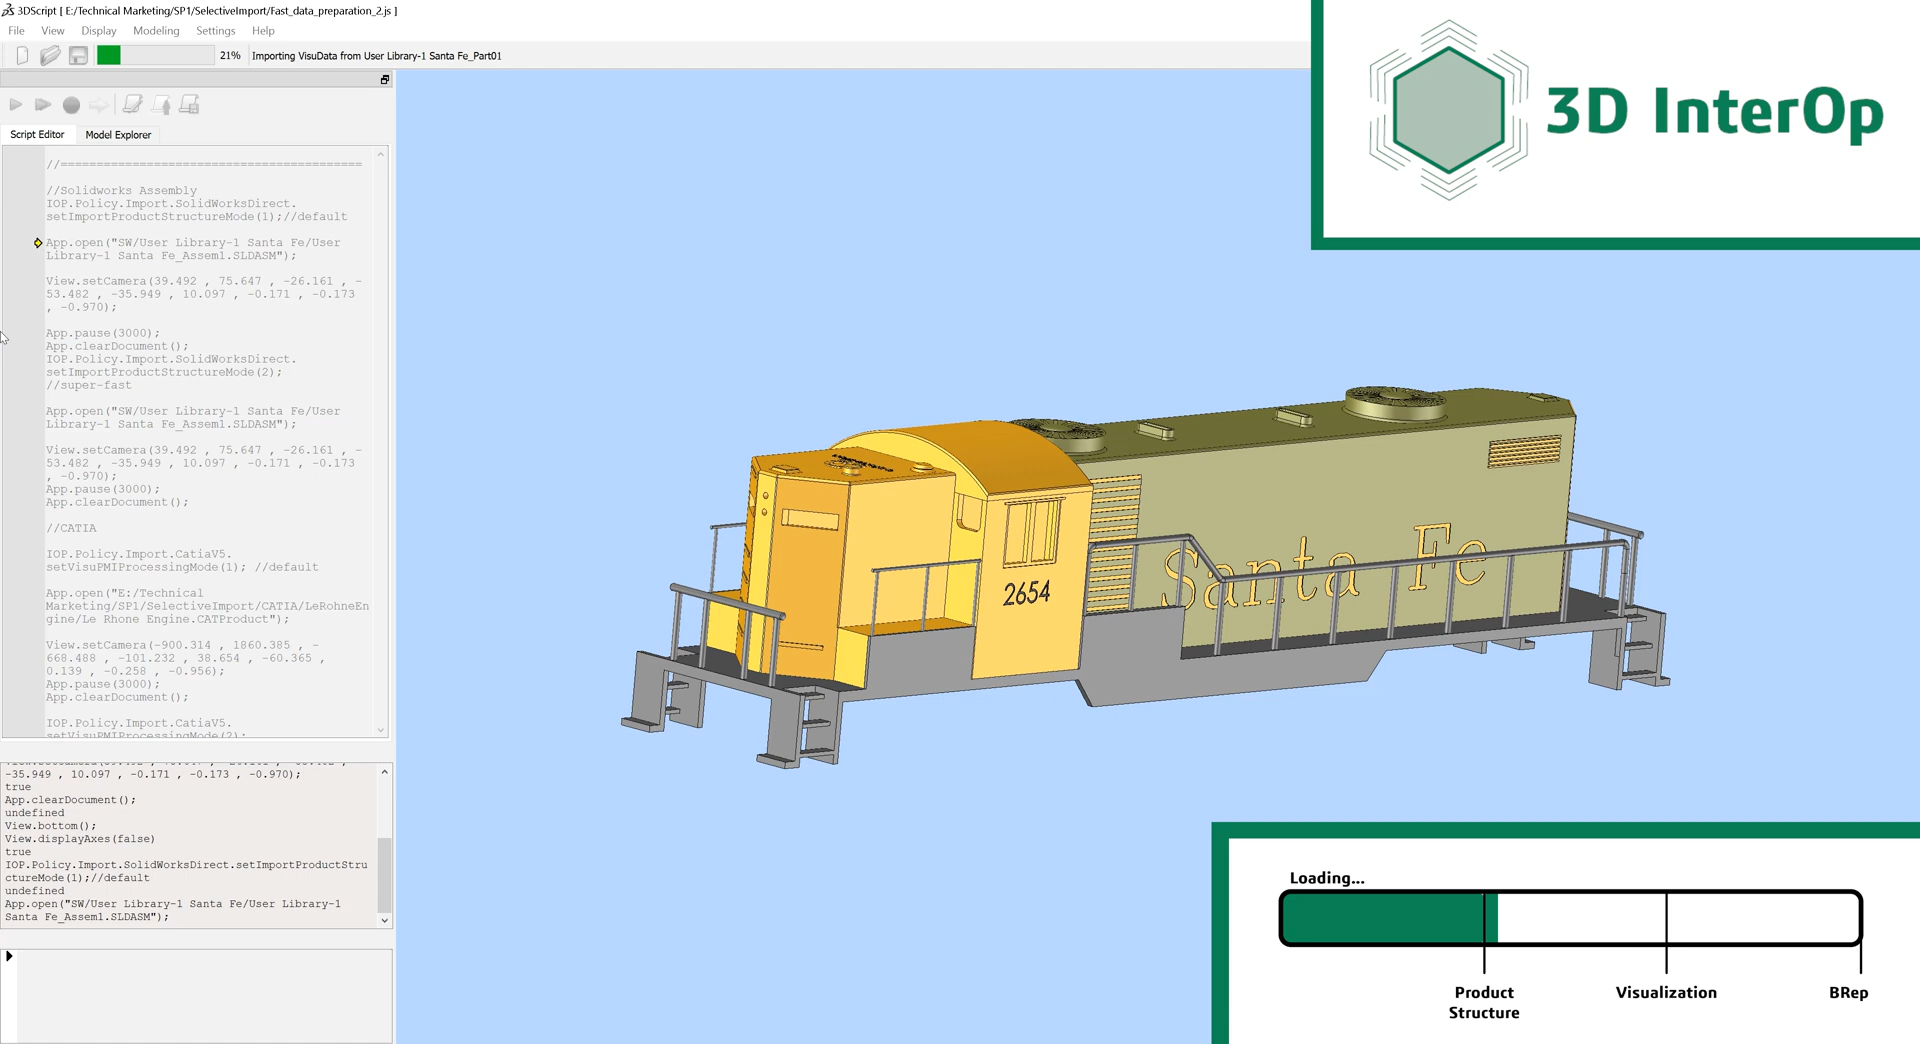 3DScript [ E:/Technical Marketing/SP1/SelectiveImport/Fast_data_preparation_2.js ]
File View Display Modeling Settings Help
21% Importing VisuData from User Library-1 Santa Fe_Part01
Script Editor Model Explorer
//==========================================
//Solidworks Assembly
IOP.Policy.Import.SolidWorksDirect.
setImportProductStructureMode(1);//default
App.open("SW/User Library-1 Santa Fe/User
Library-1 Santa Fe_Assem1.SLDASM");
View.setCamera(39.492 , 75.647 , -26.161 , -
53.482 , -35.949 , 10.097 , -0.171 , -0.173
, -0.970);
App.pause(3000);
App.clearDocument();
IOP.Policy.Import.SolidWorksDirect.
setImportProductStructureMode(2);
//super-fast
App.open("SW/User Library-1 Santa Fe/User
Library-1 Santa Fe_Assem1.SLDASM");
View.setCamera(39.492 , 75.647 , -26.161 , -
53.482 , -35.949 , 10.097 , -0.171 , -0.173
, -0.970);
App.pause(3000);
App.clearDocument();
//CATIA
IOP.Policy.Import.CatiaV5.
setVisuPMIProcessingMode(1); //default
App.open("E:/Technical
Marketing/SP1/SelectiveImport/CATIA/LeRohneEn
gine/Le Rhone Engine.CATProduct");
View.setCamera(-900.314 , 1860.385 , -
668.488 , -101.232 , 38.654 , -60.365 ,
0.139 , -0.258 , -0.956);
App.pause(3000);
App.clearDocument();
IOP.Policy.Import.CatiaV5.
setVisuPMIProcessingMode(2);
-35.949 , 10.097 , -0.171 , -0.173 , -0.970);
true
App.clearDocument();
undefined
View.bottom();
View.displayAxes(false)
true
IOP.Policy.Import.SolidWorksDirect.setImportProductStru
ctureMode(1);//default
undefined
App.open("SW/User Library-1 Santa Fe/User Library-1
Santa Fe_Assem1.SLDASM");
3D InterOp
Santa Fe
2654
Loading...
Product
Structure
Visualization
BRep